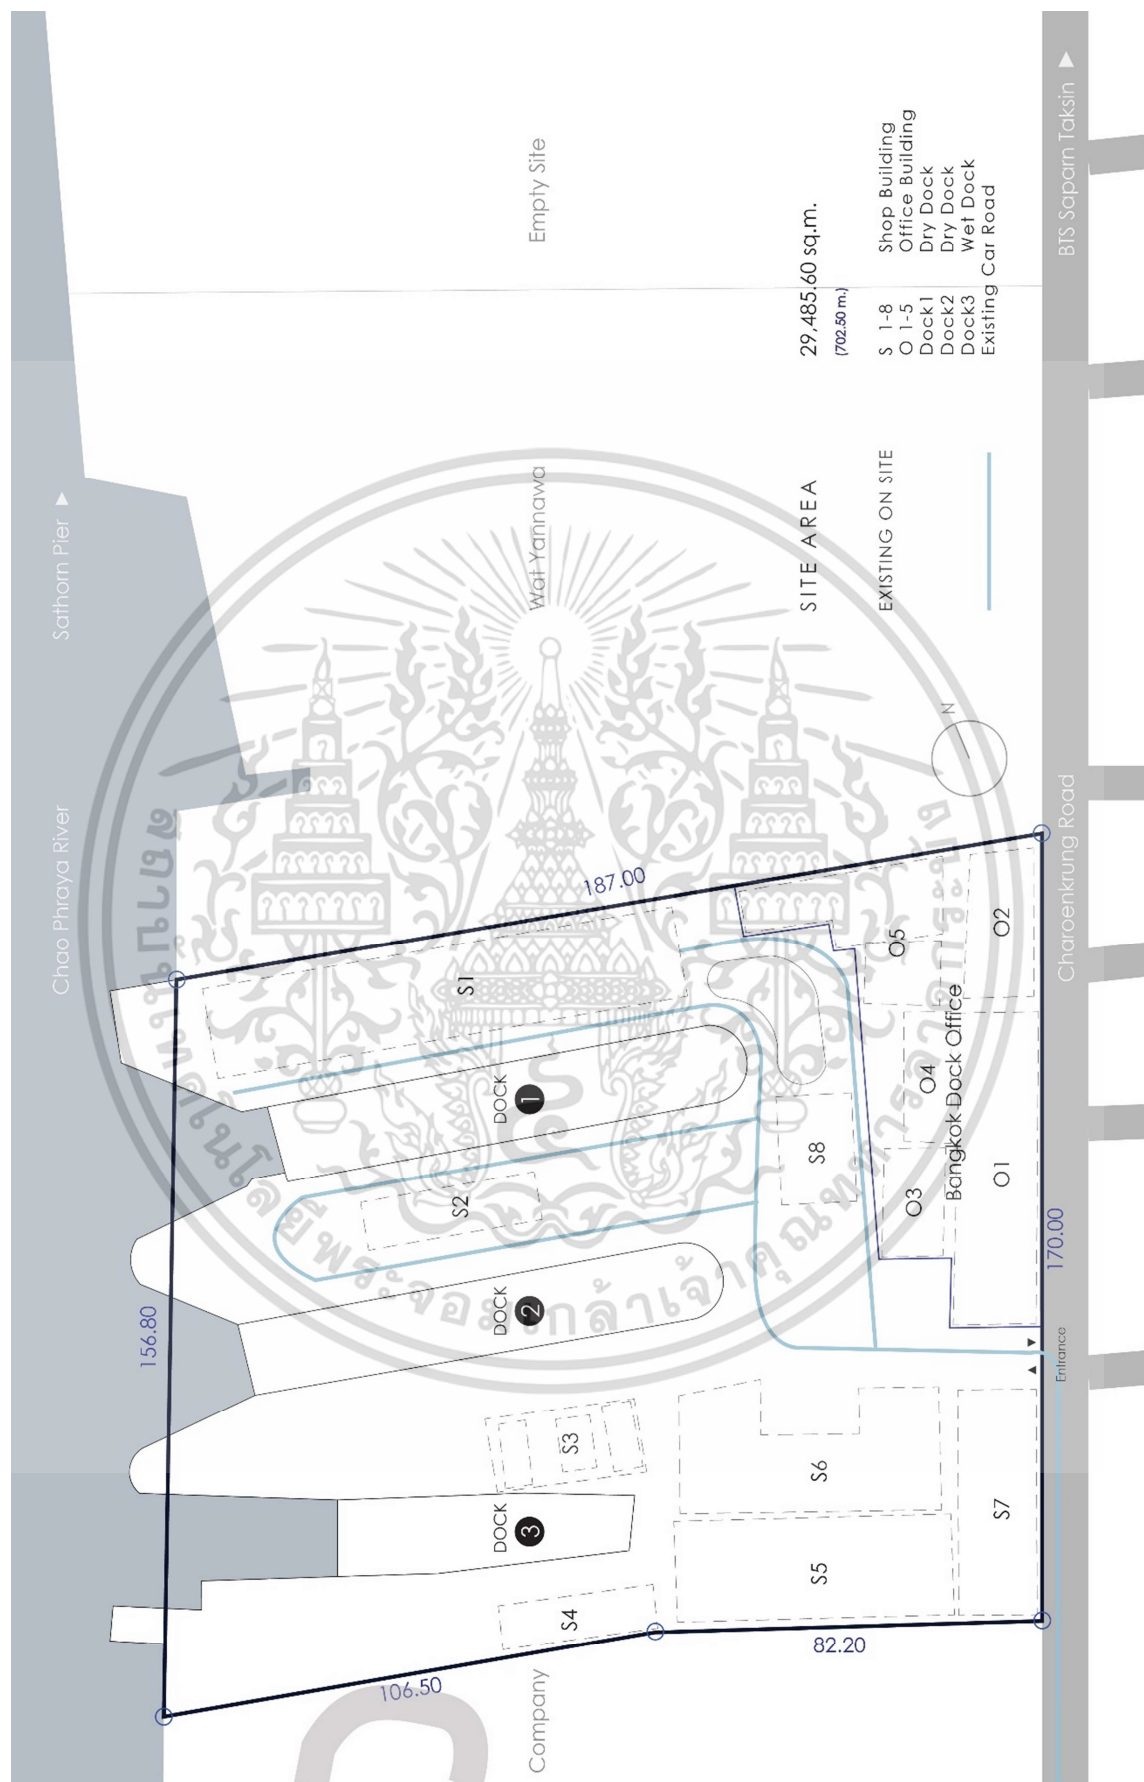 Chao Phraya River
Sathorn Pier ▶
156.80
DOCK
3
DOCK
2
DOCK
1
S1
S2
S3
S4
S5
S6
S7
S8
O1
O2
O3
O4
O5
Bangkok Dock Office
106.50
82.20
187.00
170.00
Company
Wat Yannawa
Empty Site
N
SITE AREA 29,485.60 sq.m.
(702.50 m.)
EXISTING ON SITE S 1-8 Shop Building
O 1-5 Office Building
Dock1 Dry Dock
Dock2 Dry Dock
Dock3 Wet Dock
Existing Car Road
Entrance
Charoenkrung Road
BTS Saparn Taksin ▶